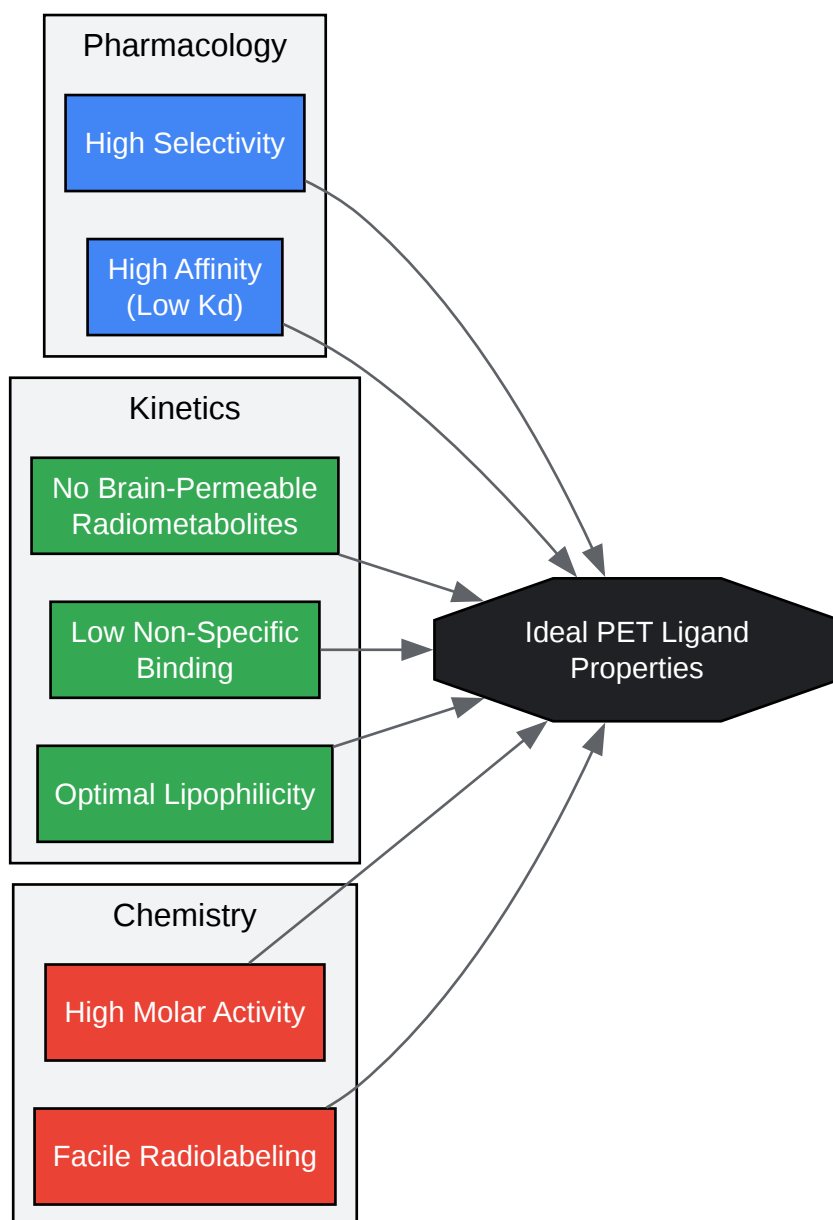 Pharmacology
High Selectivity
High Affinity
(Low Kd)
Kinetics
No Brain-Permeable
Radiometabolites
Low Non-Specific
Binding
Optimal Lipophilicity
Ideal PET Ligand
Properties
Chemistry
High Molar Activity
Facile Radiolabeling